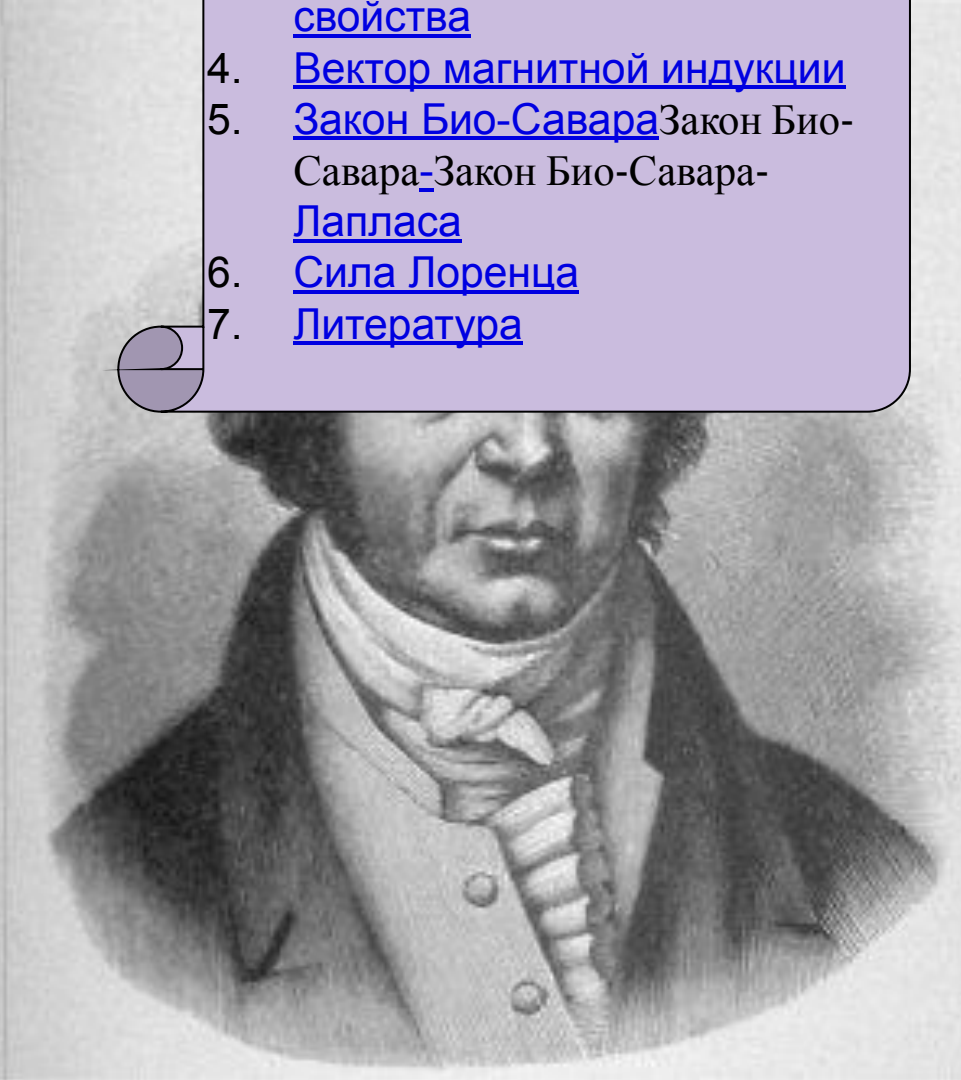 свойства
4. Вектор магнитной индукции
5. Закон Био-СавараЗакон Био-
Савара-Закон Био-Савара-
Лапласа
6. Сила Лоренца
7. Литература